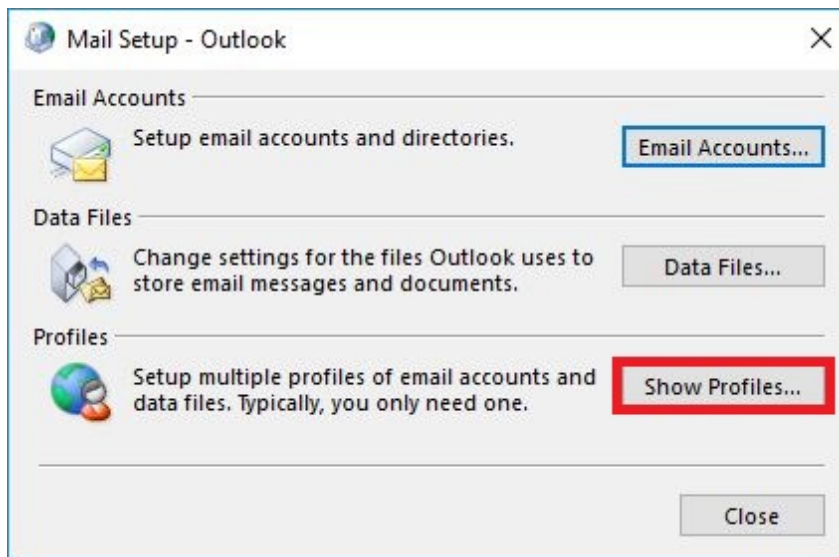 Mail Setup - Outlook
Email Accounts
Setup email accounts and directories.
Email Accounts...
Data Files
Change settings for the files Outlook uses to
store email messages and documents.
Data Files...
Profiles
Setup multiple profiles of email accounts and
data files. Typically, you only need one.
Show Profiles...
Close